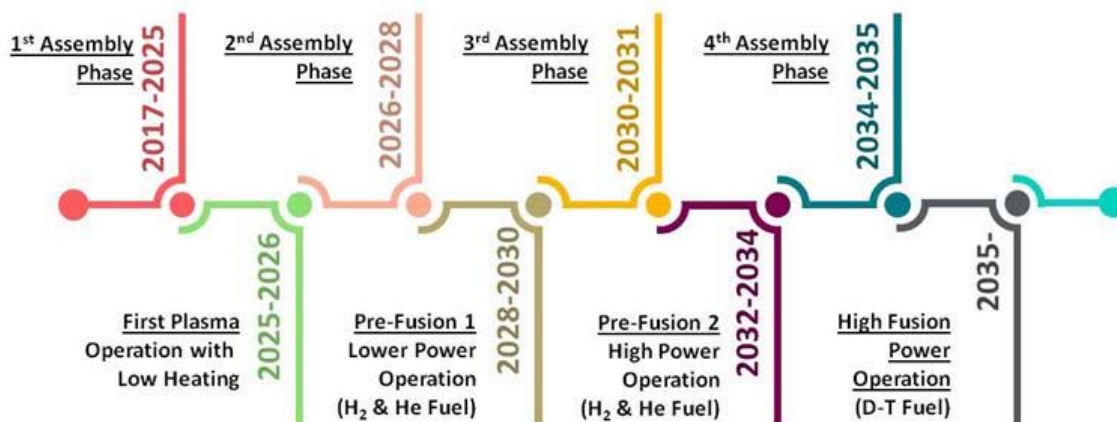 1st Assembly
Phase
2017-2025
2nd Assembly
Phase
2026-2028
3rd Assembly
Phase
2030-2031
4th Assembly
Phase
2034-2035
First Plasma
Operation with
Low Heating
2025-2026
Pre-Fusion 1
Lower Power
Operation
(H2 & He Fuel)
2028-2030
Pre-Fusion 2
High Power
Operation
(H2 & He Fuel)
2032-2034
High Fusion
Power
Operation
(D-T Fuel)
2035-